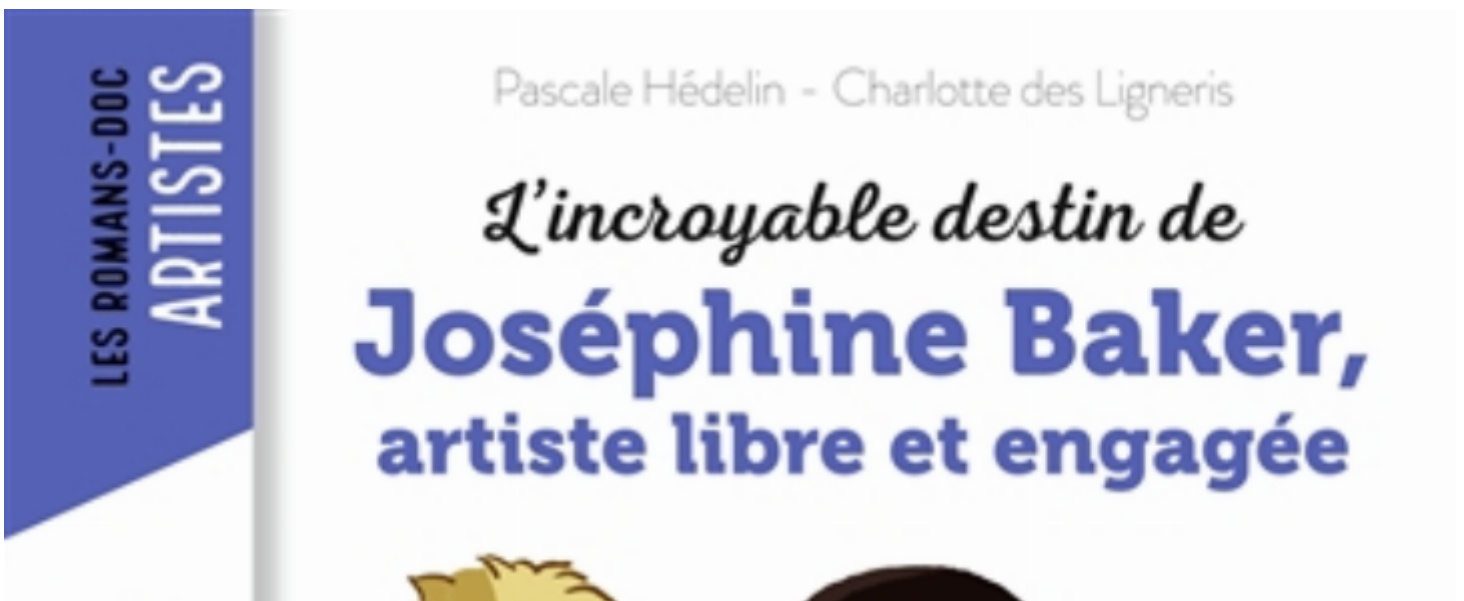 LES ROMANS-DOC
ARTISTES
Pascale Hédelin - Charlotte des Ligneris
L'incroyable destin de
Joséphine Baker,
artiste libre et engagée